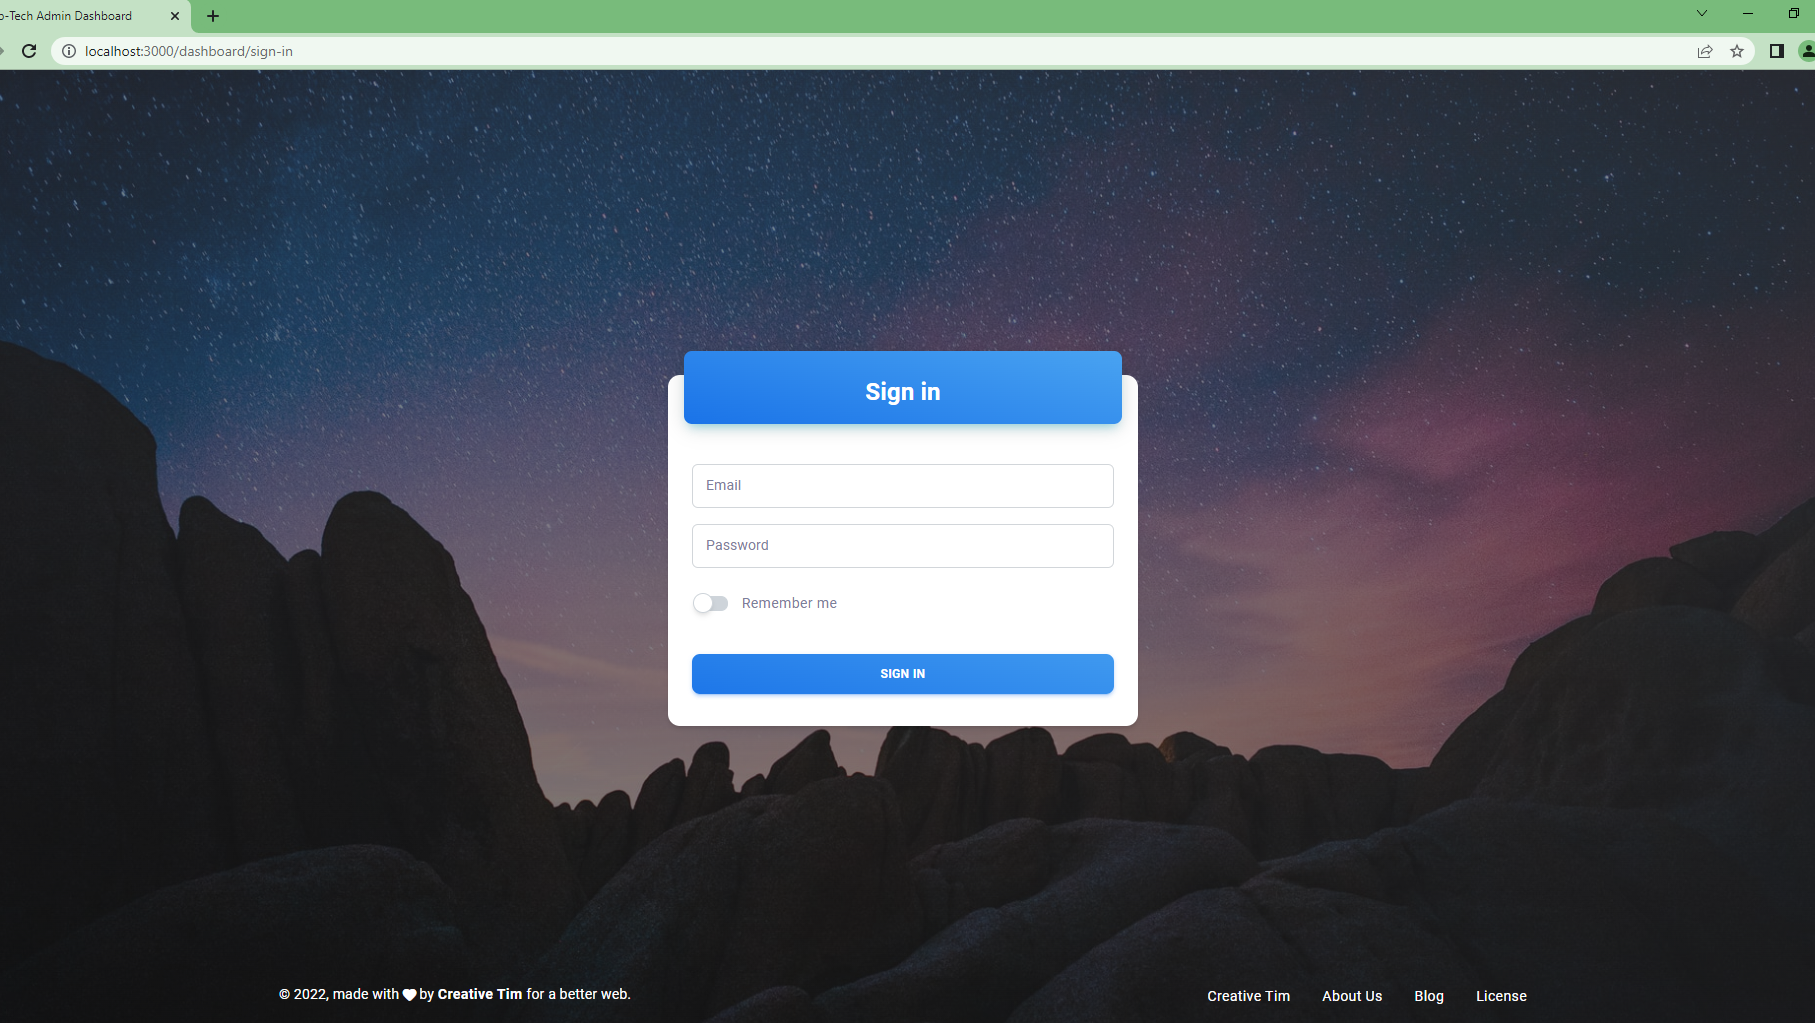 o-Tech Admin Dashboard
localhost:3000/dashboard/sign-in
Sign in
Email
Password
Remember me
SIGN IN
© 2022, made with by Creative Tim for a better web.
Creative Tim About Us Blog License